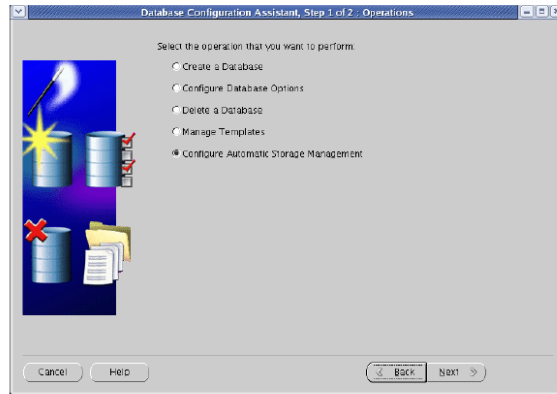 Database Configuration Assistant, Step 1 of 2 : Operations
Select the operation that you want to perform:
Create a Database
Configure Database Options
Delete a Database
Manage Templates
Configure Automatic Storage Management
Cancel
Help
Back
Next